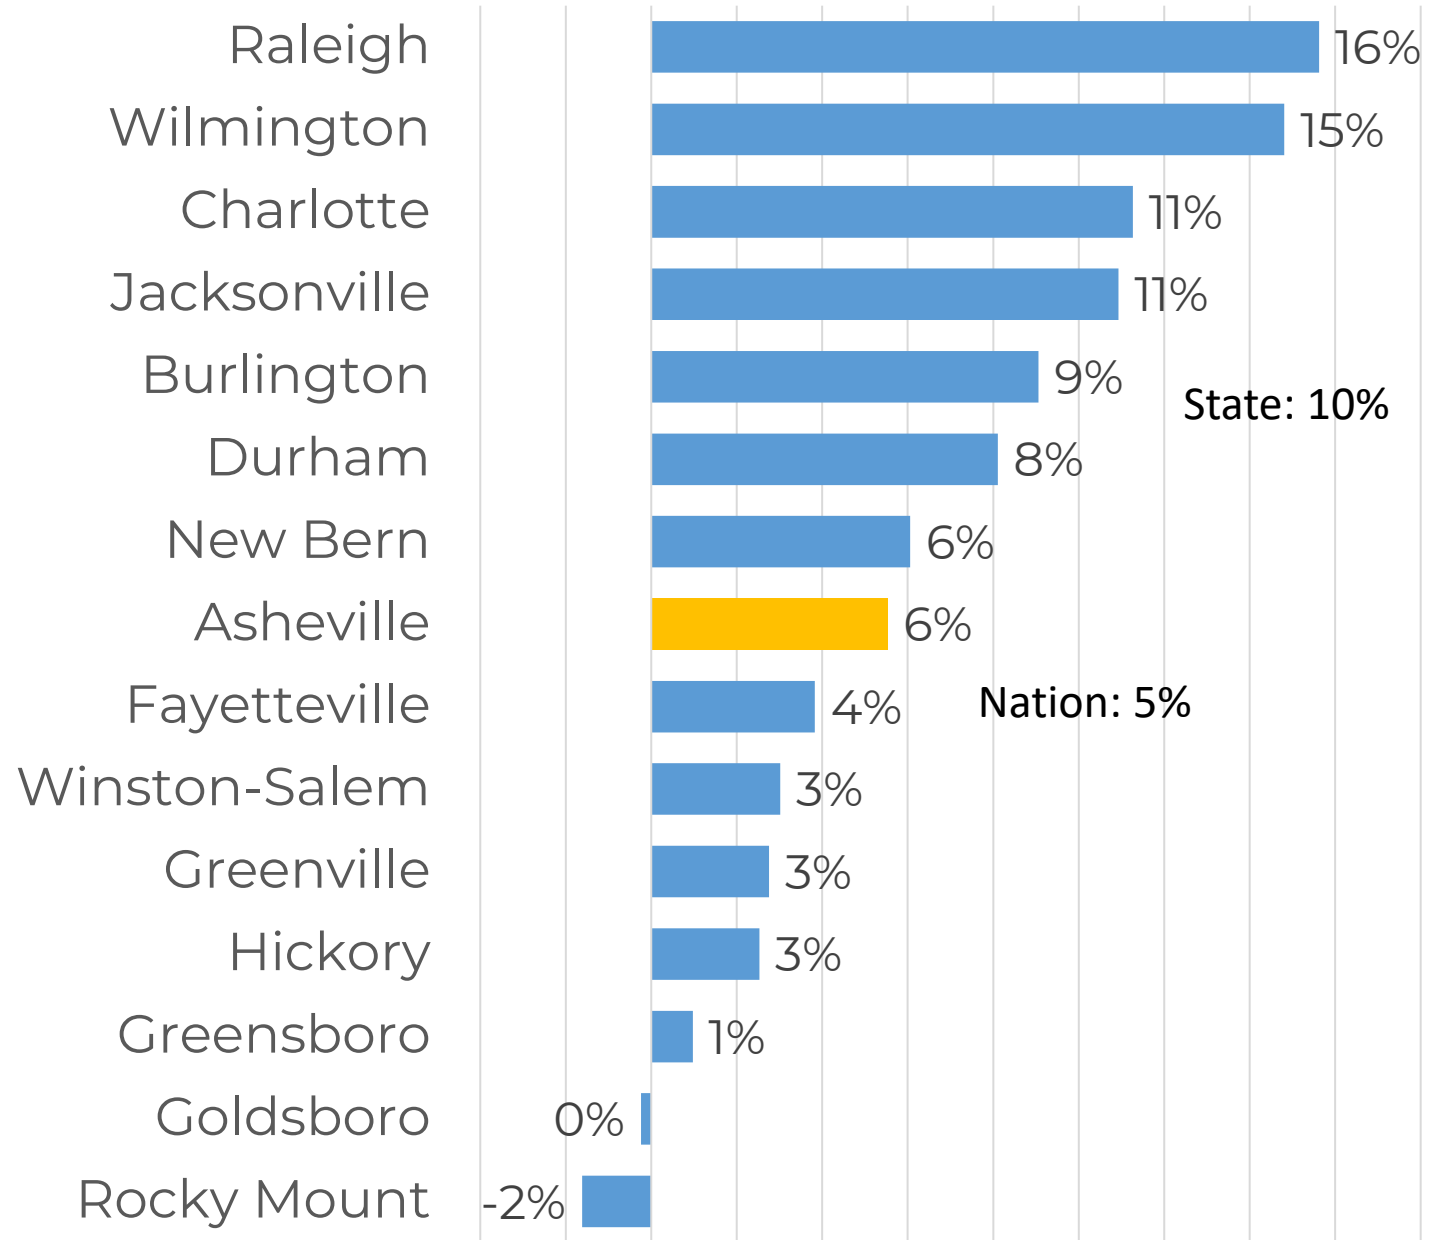 Raleigh 16%
Wilmington 15%
Charlotte 11%
Jacksonville 11%
Burlington 9%
State: 10%
Durham 8%
New Bern 6%
Asheville 6%
Fayetteville 4%
Nation: 5%
Winston-Salem 3%
Greenville 3%
Hickory 3%
Greensboro 1%
Goldsboro 0%
Rocky Mount -2%